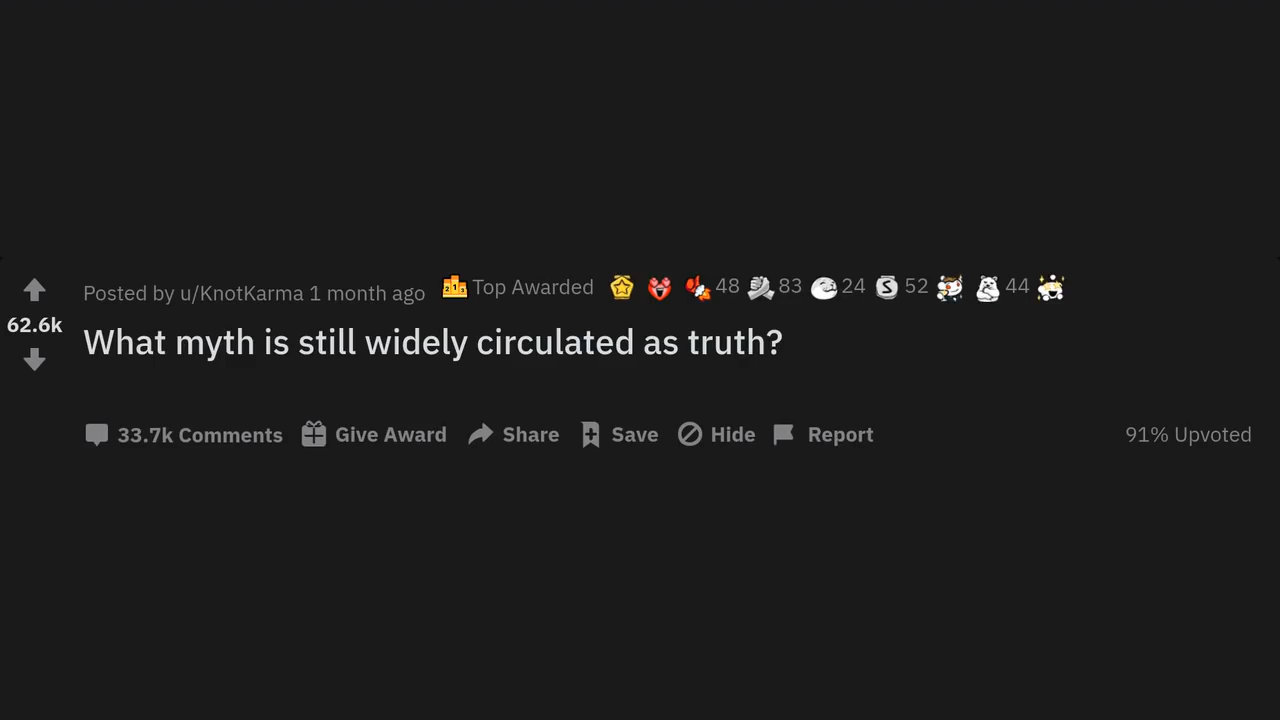 Posted by u/KnotKarma 1 month ago Top Awarded 48 83 24 S 52 44
62.6k
What myth is still widely circulated as truth?
33.7k Comments Give Award Share Save Hide Report 91% Upvoted